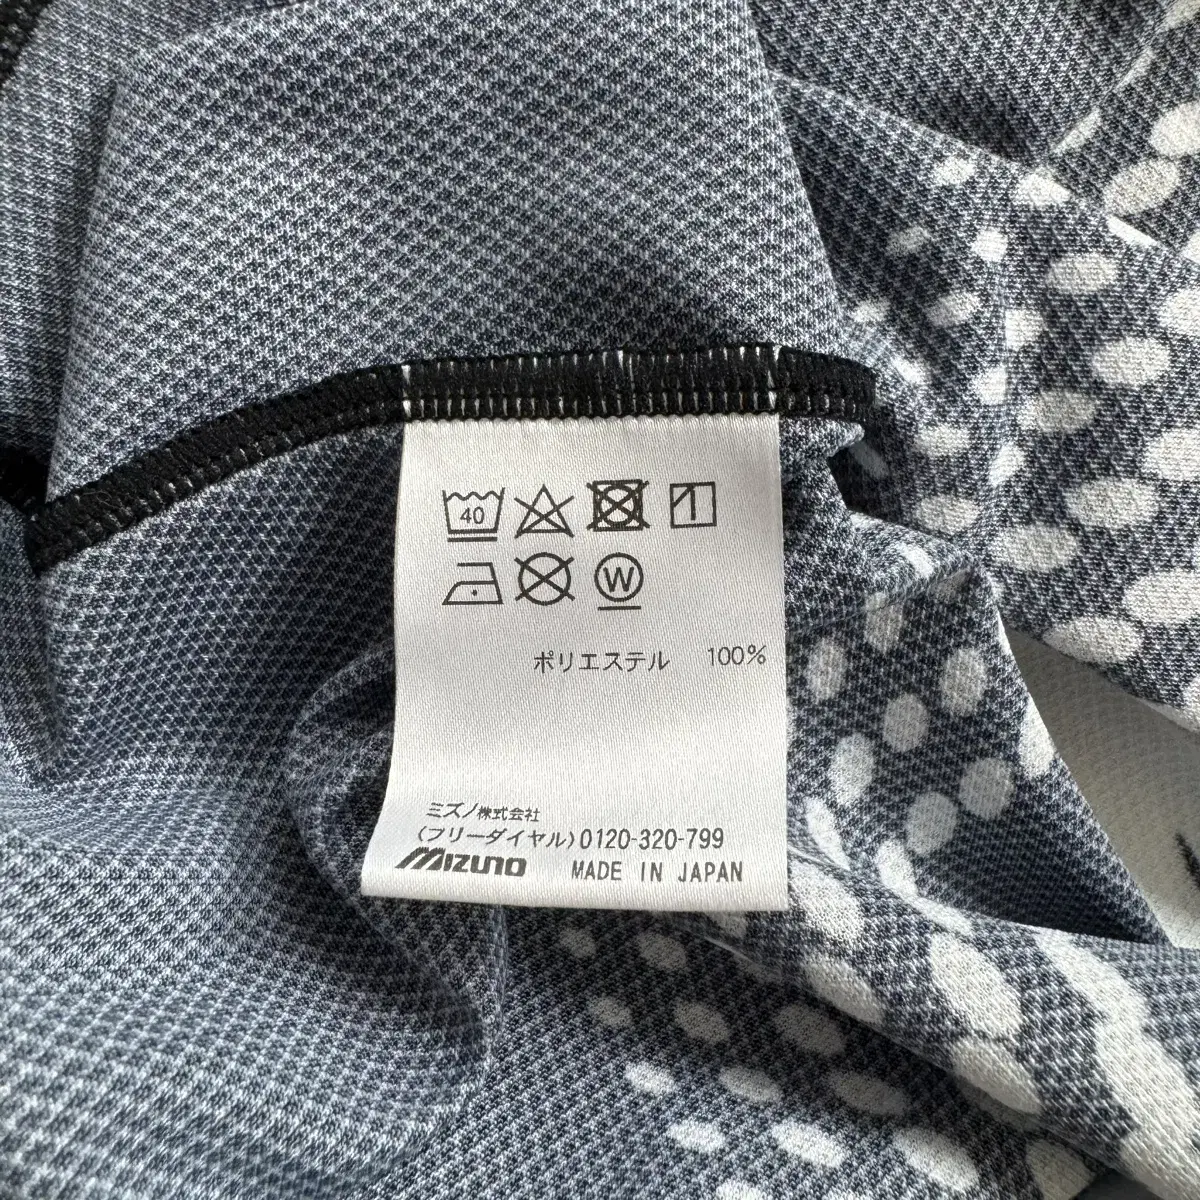 40
W
ポリエステル 100%
ミズノ株式会社
(フリーダイヤル)0120-320-799
MIZUNO MADE IN JAPAN